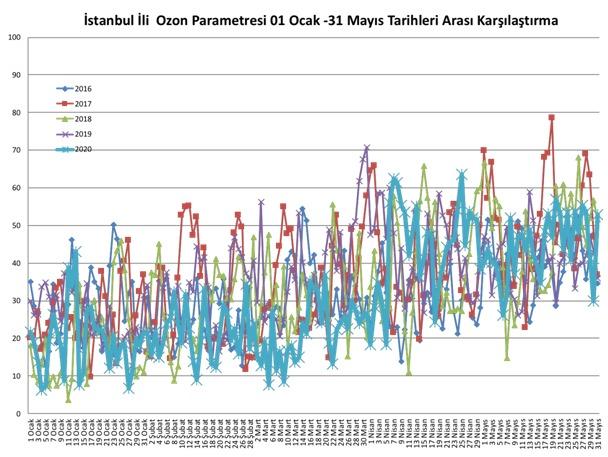 İstanbul İli  Ozon Parametresi 01 Ocak -31 Mayıs Tarihleri Arası Karşılaştırma
100
90
80
70
60
50
40
30
20
10
0
2016
2017
2018
2019
2020
1 Ocak
3 Ocak
5 Ocak
7 Ocak
9 Ocak
11 Ocak
13 Ocak
15 Ocak
17 Ocak
19 Ocak
21 Ocak
23 Ocak
25 Ocak
27 Ocak
29 Ocak
31 Ocak
2 Şubat
4 Şubat
6 Şubat
8 Şubat
10 Şubat
12 Şubat
14 Şubat
16 Şubat
18 Şubat
20 Şubat
22 Şubat
24 Şubat
26 Şubat
28 Şubat
2 Mart
4 Mart
6 Mart
8 Mart
10 Mart
12 Mart
14 Mart
16 Mart
18 Mart
20 Mart
22 Mart
24 Mart
26 Mart
28 Mart
30 Mart
1 Nisan
3 Nisan
5 Nisan
7 Nisan
9 Nisan
11 Nisan
13 Nisan
15 Nisan
17 Nisan
19 Nisan
21 Nisan
23 Nisan
25 Nisan
27 Nisan
29 Nisan
1 Mayıs
3 Mayıs
5 Mayıs
7 Mayıs
9 Mayıs
11 Mayıs
13 Mayıs
15 Mayıs
17 Mayıs
19 Mayıs
21 Mayıs
23 Mayıs
25 Mayıs
27 Mayıs
29 Mayıs
31 Mayıs